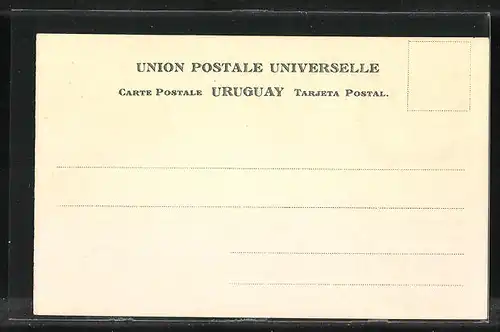 UNION POSTALE UNIVERSELLE
CARTE POSTALE URUGUAY TARJETA POSTAL.